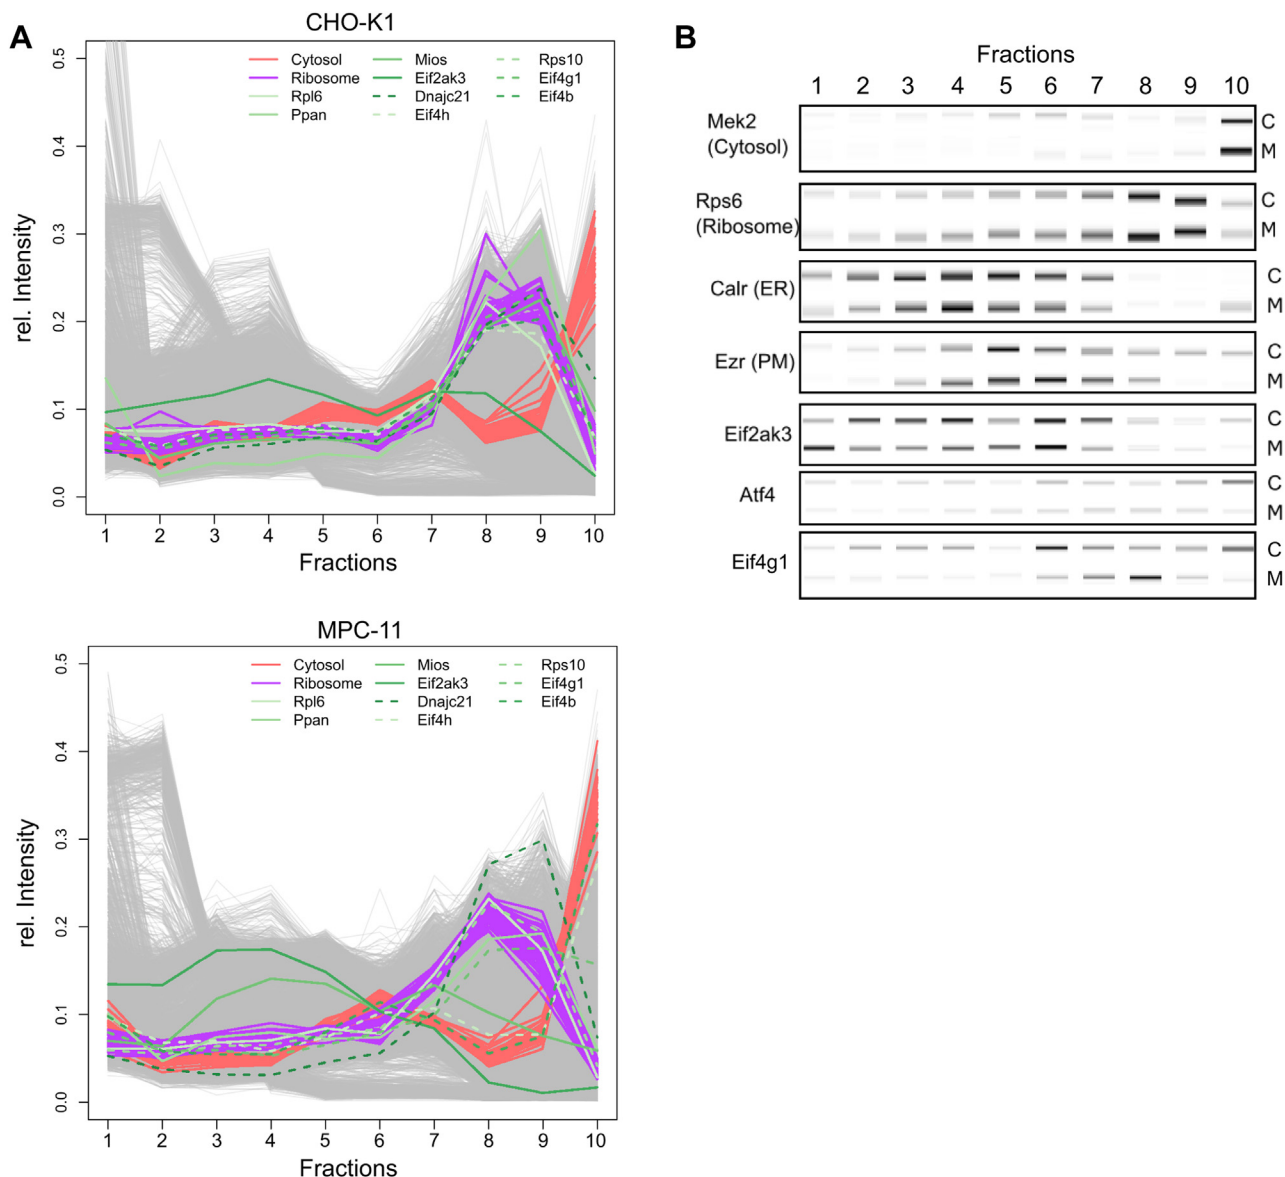 A
CHO-K1
Cytosol Mios Rps10
Ribosome Eif2ak3 Eif4g1
Rpl6 Dnajc21 Eif4b
Ppan Eif4h
rel. Intensity
0.5
0.4
0.3
0.2
0.1
0.0
1 2 3 4 5 6 7 8 9 10
Fractions
MPC-11
Cytosol Mios Rps10
Ribosome Eif2ak3 Eif4g1
Rpl6 Dnajc21 Eif4b
Ppan Eif4h
rel. Intensity
0.5
0.4
0.3
0.2
0.1
0.0
1 2 3 4 5 6 7 8 9 10
Fractions
B
Fractions
1 2 3 4 5 6 7 8 9 10
Mek2 C
(Cytosol) M
Rps6 C
(Ribosome) M
Calr (ER) C
M
Ezr (PM) C
M
Eif2ak3 C
M
Atf4 C
M
Eif4g1 C
M